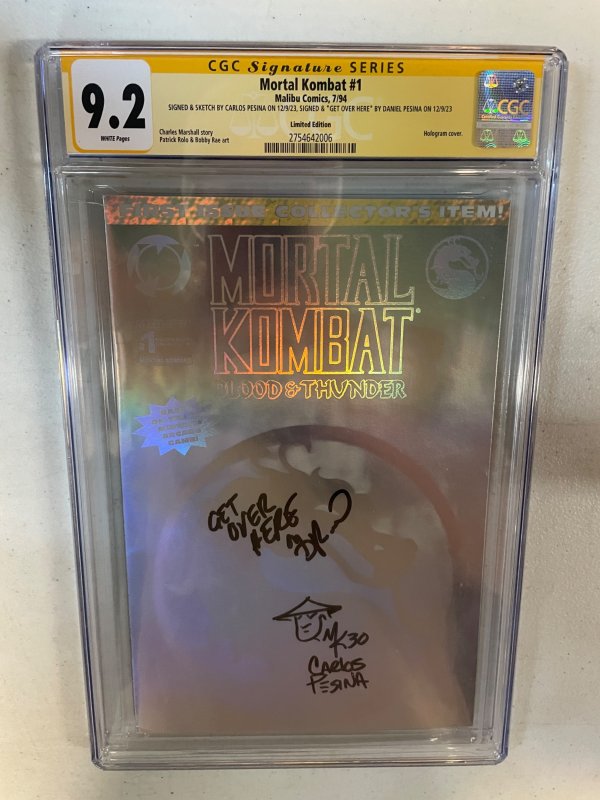 CGC Signature SERIES
9.2
WHITE Pages
Mortal Kombat #1
Malibu Comics, 7/94
SIGNED & SKETCH BY CARLOS PESINA ON 12/9/23, SIGNED & "GET OVER HERE" BY DANIEL PESINA ON 12/9/23
Limited Edition
Charles Marshall story
Patrick Rolo & Bobby Rae art
2754642006
Hologram cover.
CGC
FIRST ISSUE COLLECTOR'S ITEM!
MORTAL
KOMBAT
BLOOD & THUNDER
#1
GET
OVER
HERE
MK30
CARLOS
PESINA